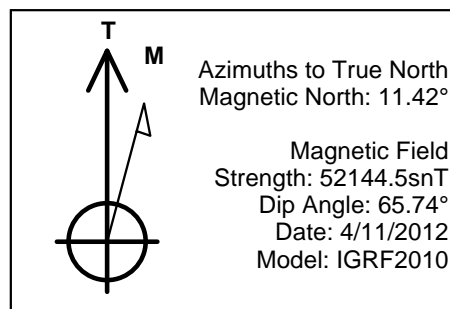 T
M
Azimuths to True North
Magnetic North: 11.42°
Magnetic Field
Strength: 52144.5snT
Dip Angle: 65.74°
Date: 4/11/2012
Model: IGRF2010